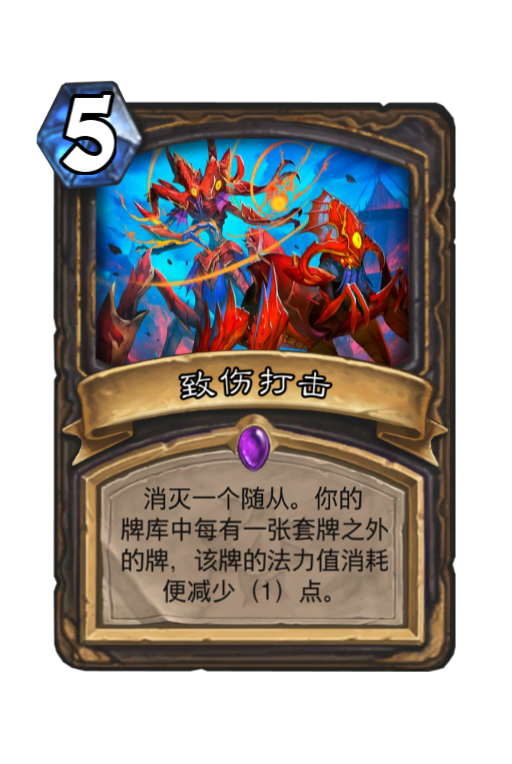 5
致伤打击
消灭一个随从。你的
牌库中每有一张套牌之外
的牌，该牌的法力值消耗
便减少（1）点。